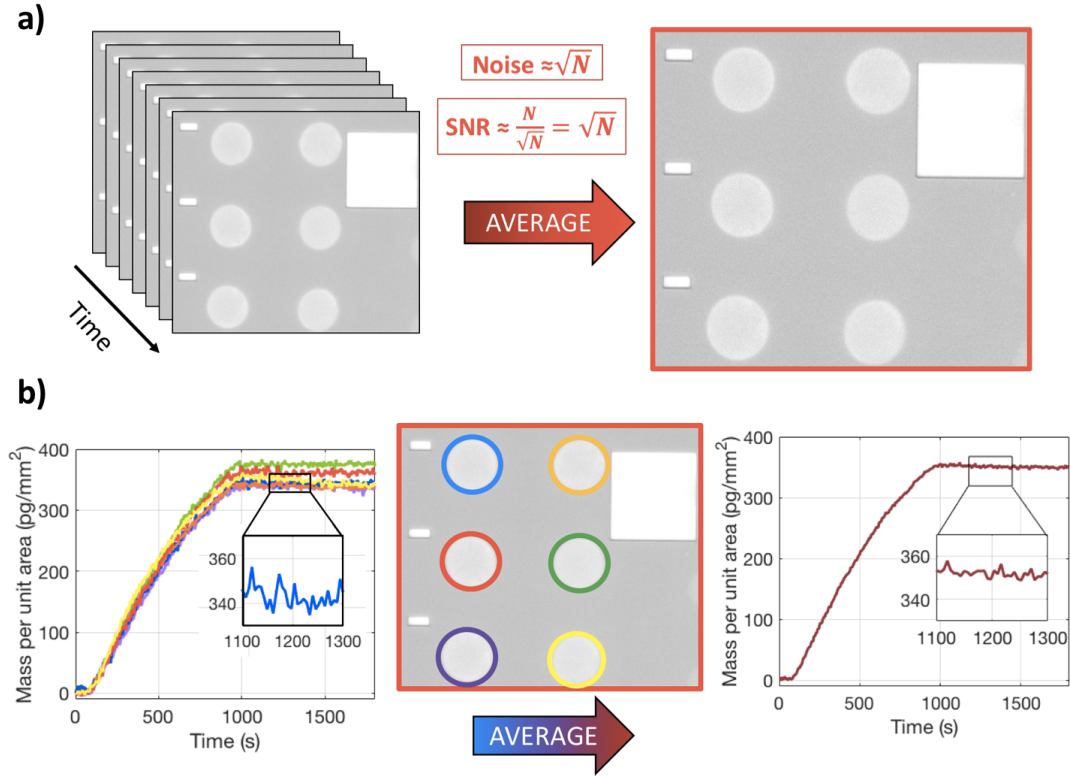 a)
Noise ≈√N
SNR ≈ N/√N = √N
AVERAGE
Time
b)
Mass per unit area (pg/mm²)
400
300
200
100
0
360
340
1100
1200
1300
0
500
1000
1500
Time (s)
AVERAGE
Mass per unit area (pg/mm²)
400
300
200
100
0
360
340
1100
1200
1300
0
500
1000
1500
Time (s)